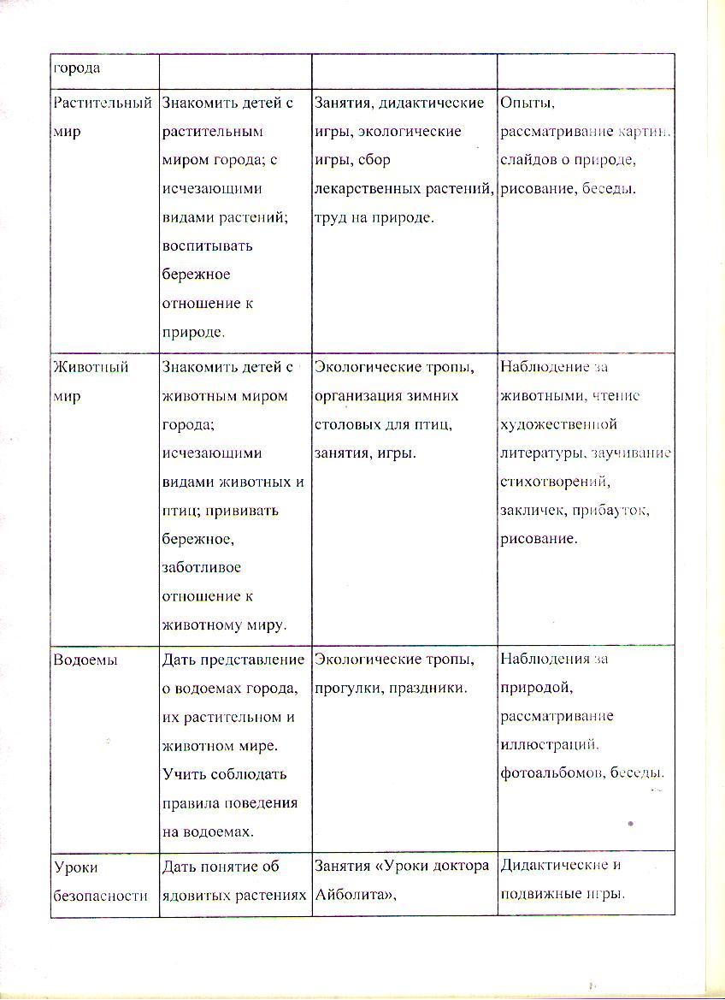 города
Растительный
мир
Знакомить детей с
растительным
миром города; с
исчезающими
видами растений;
воспитывать
бережное
отношение к
природе.
Занятия, дидактические
игры, экологические
игры, сбор
лекарственных растений,
труд на природе.
Опыты,
рассматривание картин,
слайдов о природе,
рисование, беседы.
Животный
мир
Знакомить детей с
животным миром
города;
исчезающими
видами животных и
птиц; прививать
бережное,
заботливое
отношение к
животному миру.
Экологические тропы,
организация зимних
столовых для птиц,
занятия, игры.
Наблюдение за
животными, чтение
художественной
литературы, заучивание
стихотворений,
закличек, прибауток,
рисование.
Водоемы
Дать представление
о водоемах города,
их растительном и
животном мире.
Учить соблюдать
правила поведения
на водоемах.
Экологические тропы,
прогулки, праздники.
Наблюдения за
природой,
рассматривание
иллюстраций,
фотоальбомов, беседы.
Уроки
безопасности
Дать понятие об
ядовитых растениях
Занятия «Уроки доктора
Айболита»,
Дидактические и
подвижные игры.